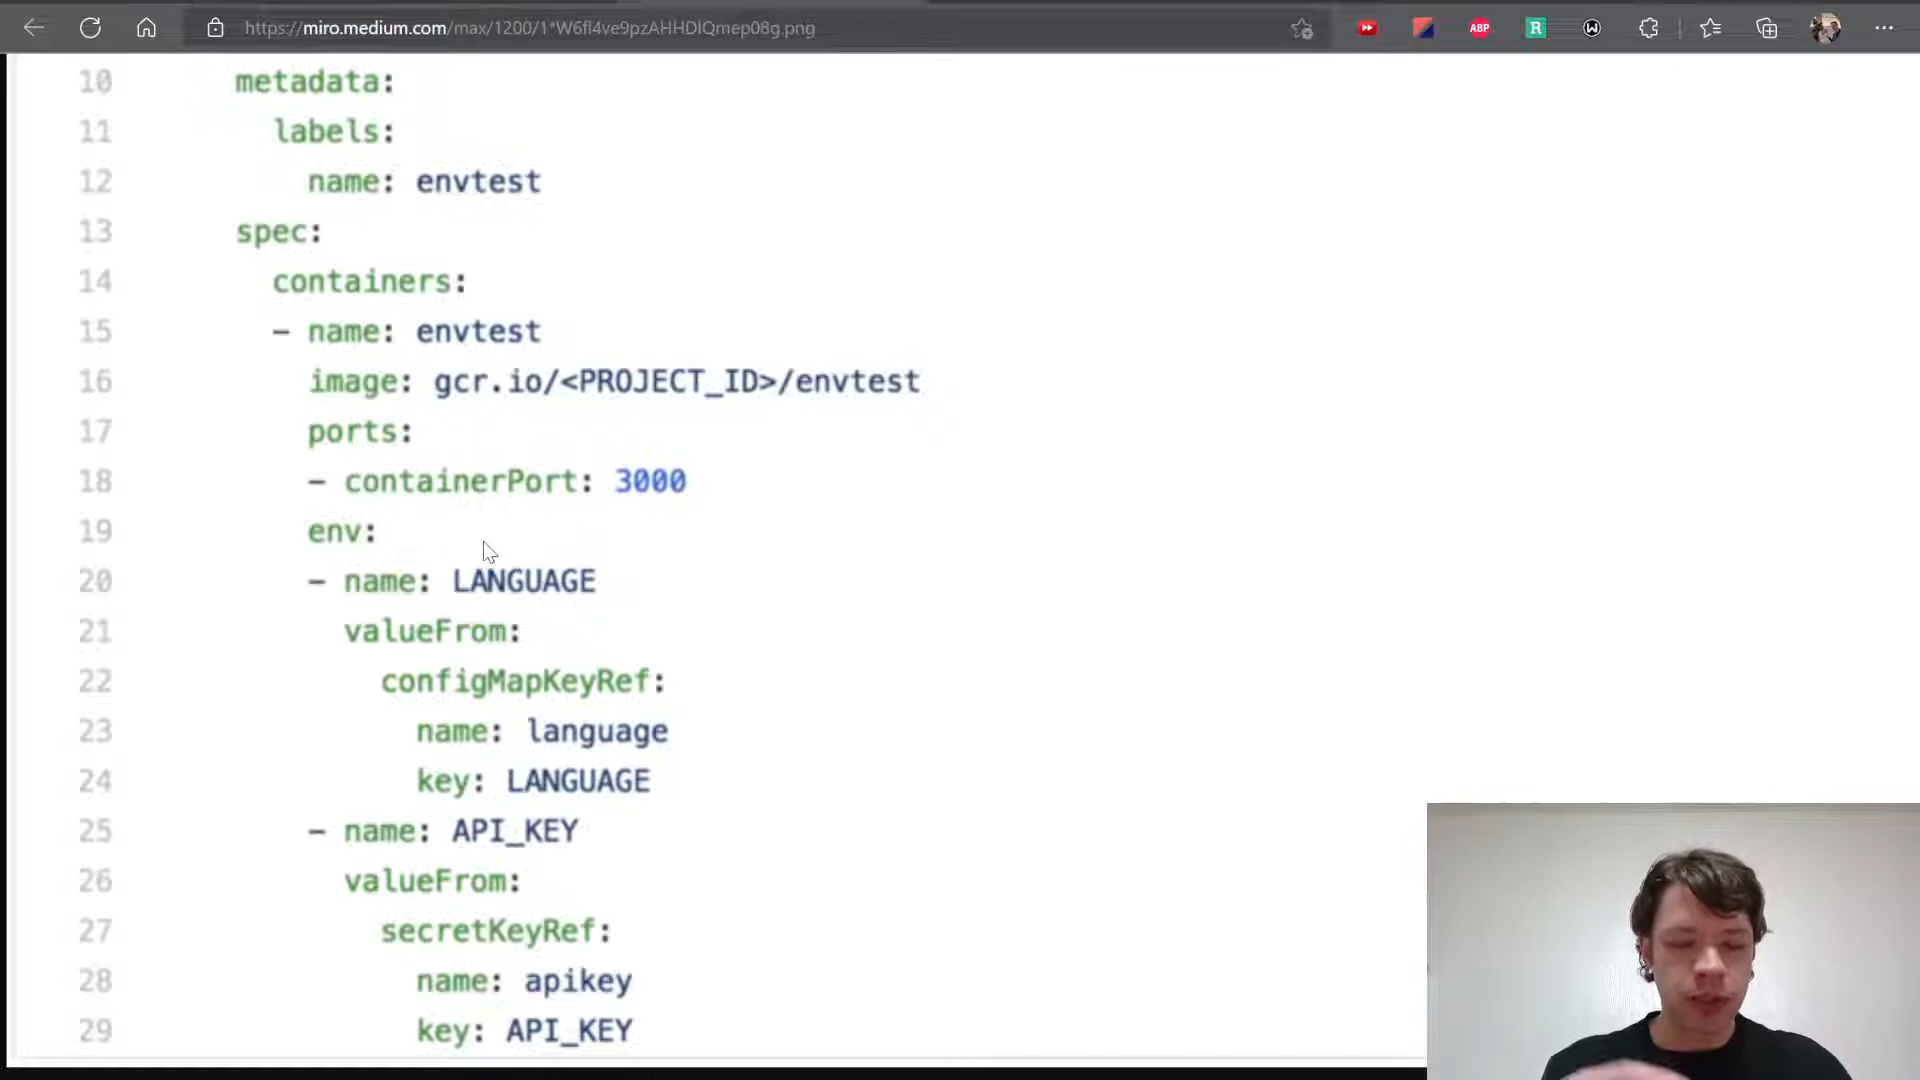 https://miro.medium.com/max/1200/1*W6fl4ve9pzAHHDlQmep08g.png
ABP
R
10 metadata:
11 labels:
12 name: envtest
13 spec:
14 containers:
15 - name: envtest
16 image: gcr.io/<PROJECT_ID>/envtest
17 ports:
18 - containerPort: 3000
19 env:
20 - name: LANGUAGE
21 valueFrom:
22 configMapKeyRef:
23 name: language
24 key: LANGUAGE
25 - name: API_KEY
26 valueFrom:
27 secretKeyRef:
28 name: apikey
29 key: API_KEY